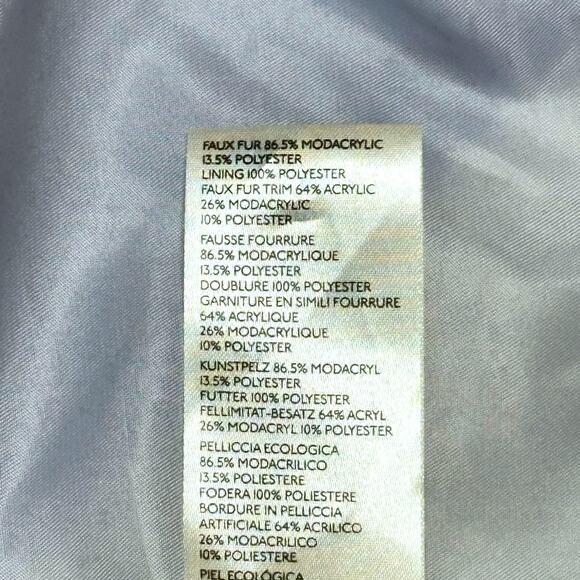 FAUX FUR 86.5% MODACRYLIC
13.5% POLYESTER
LINING 100% POLYESTER
FAUX FUR TRIM 64% ACRYLIC
26% MODACRYLIC
10% POLYESTER
FAUSSE FOURRURE
86.5% MODACRYLIQUE
13.5% POLYESTER
DOUBLURE 100% POLYESTER
GARNITURE EN SIMILI FOURRURE
64% ACRYLIQUE
26% MODACRYLIQUE
10% POLYESTER
KUNSTPELZ 86.5% MODACRYL
13.5% POLYESTER
FUTTER 100% POLYESTER
FELLIMITAT-BESATZ 64% ACRYL
26% MODACRYL 10% POLYESTER
PELLICCIA ECOLOGICA
86.5% MODACRILICO
13.5% POLIESTERE
FODERA 100% POLIESTERE
BORDURE IN PELLICCIA
ARTIFICIALE 64% ACRILICO
26% MODACRILICO
10% POLIESTERE
PIEL ECOLÓGICA